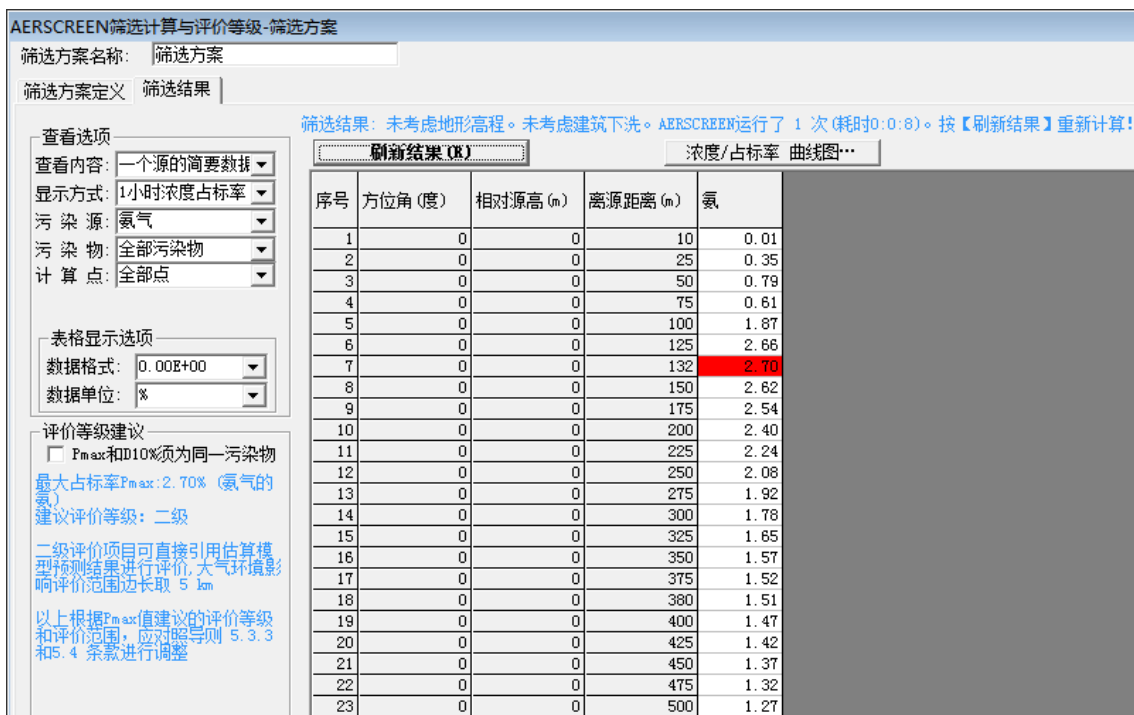 AERSCREEN筛选计算与评价等级-筛选方案
筛选方案名称: 筛选方案
筛选方案定义 筛选结果
筛选结果: 未考虑地形高程。未考虑建筑下洗。AERSCREEN运行了 1 次(耗时0:0:8)。按【刷新结果】重新计算!
刷新结果(R) 浓度/占标率 曲线图…
查看选项
查看内容: 一个源的简要数据
显示方式: 1小时浓度占标率
污 染 源: 氨气
污 染 物: 全部污染物
计 算 点: 全部点
表格显示选项
数据格式: 0.00E+00
数据单位: %
评价等级建议
Pmax和D10%须为同一污染物
最大占标率Pmax:2.70% (氨气的
氨)
建议评价等级: 二级
二级评价项目可直接引用估算模
型预测结果进行评价,大气环境影
响评价范围边长取 5 km
以上根据Pmax值建议的评价等级
和评价范围,应对照导则 5.3.3
和5.4 条款进行调整
序号 方位角(度) 相对源高(m) 离源距离(m) 氨
1 0 0 10 0.01
2 0 0 25 0.35
3 0 0 50 0.79
4 0 0 75 0.61
5 0 0 100 1.87
6 0 0 125 2.66
7 0 0 132 2.70
8 0 0 150 2.62
9 0 0 175 2.54
10 0 0 200 2.40
11 0 0 225 2.24
12 0 0 250 2.08
13 0 0 275 1.92
14 0 0 300 1.78
15 0 0 325 1.65
16 0 0 350 1.57
17 0 0 375 1.52
18 0 0 380 1.51
19 0 0 400 1.47
20 0 0 425 1.42
21 0 0 450 1.37
22 0 0 475 1.32
23 0 0 500 1.27